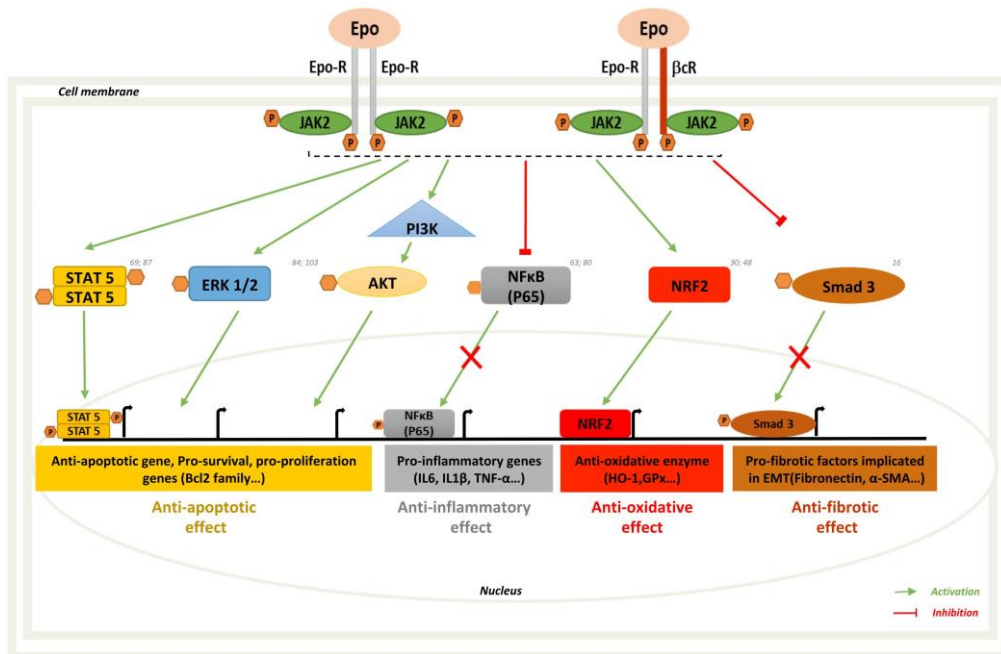 Epo
Epo
Epo-R
Epo-R
Epo-R
βcR
Cell membrane
P
JAK2
JAK2
P
P
P
P
JAK2
JAK2
P
P
P
PI3K
69; 87
84; 103
63; 80
30; 48
16
STAT 5
STAT 5
ERK 1/2
AKT
NFκB
(P65)
NRF2
Smad 3
STAT 5
STAT 5
P
P
P
NFκB
(P65)
NRF2
P
Smad 3
Anti-apoptotic gene, Pro-survival, pro-proliferation
genes (Bcl2 family...)
Pro-inflammatory genes
(IL6, IL1β, TNF-α...)
Anti-oxidative enzyme
(HO-1,GPx...)
Pro-fibrotic factors implicated
in EMT(Fibronectin, α-SMA...)
Anti-apoptotic
effect
Anti-inflammatory
effect
Anti-oxidative
effect
Anti-fibrotic
effect
Nucleus
Activation
Inhibition